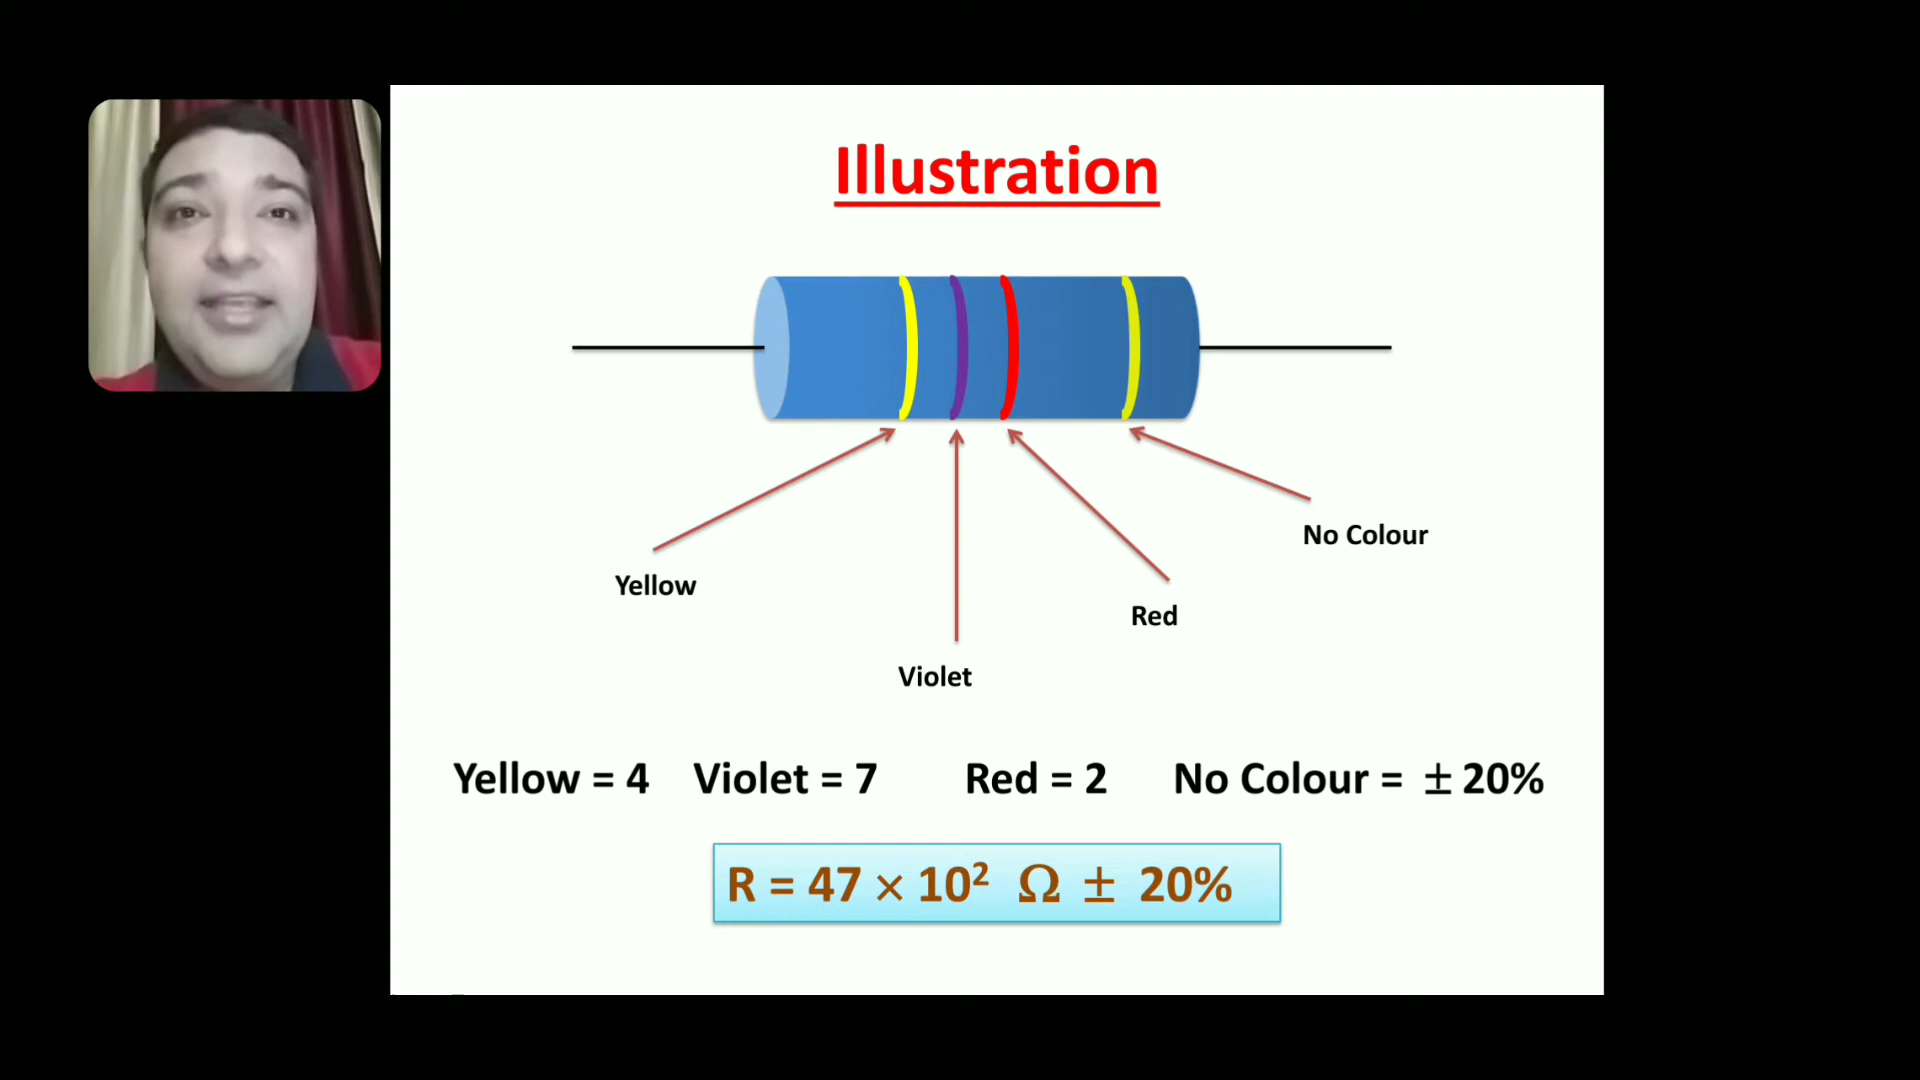 Illustration
No Colour
Yellow
Red
Violet
Yellow = 4 Violet = 7 Red = 2 No Colour = ± 20%
R = 47 × 10² Ω ± 20%